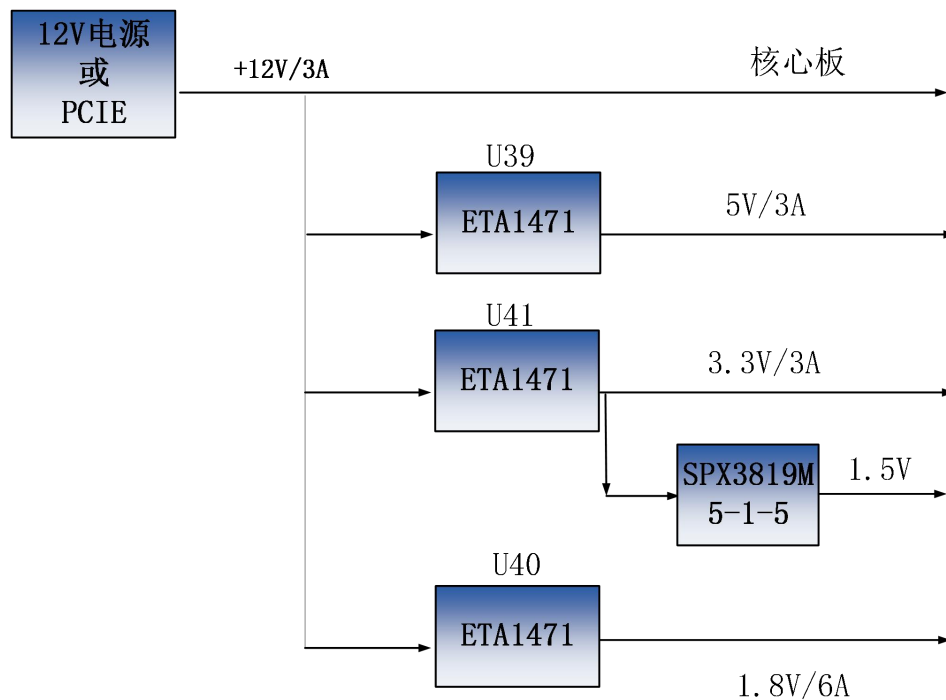 12V电源
或
PCIE
+12V/3A
核心板
U39
ETA1471
5V/3A
U41
ETA1471
3.3V/3A
SPX3819M
5-1-5
1.5V
U40
ETA1471
1.8V/6A